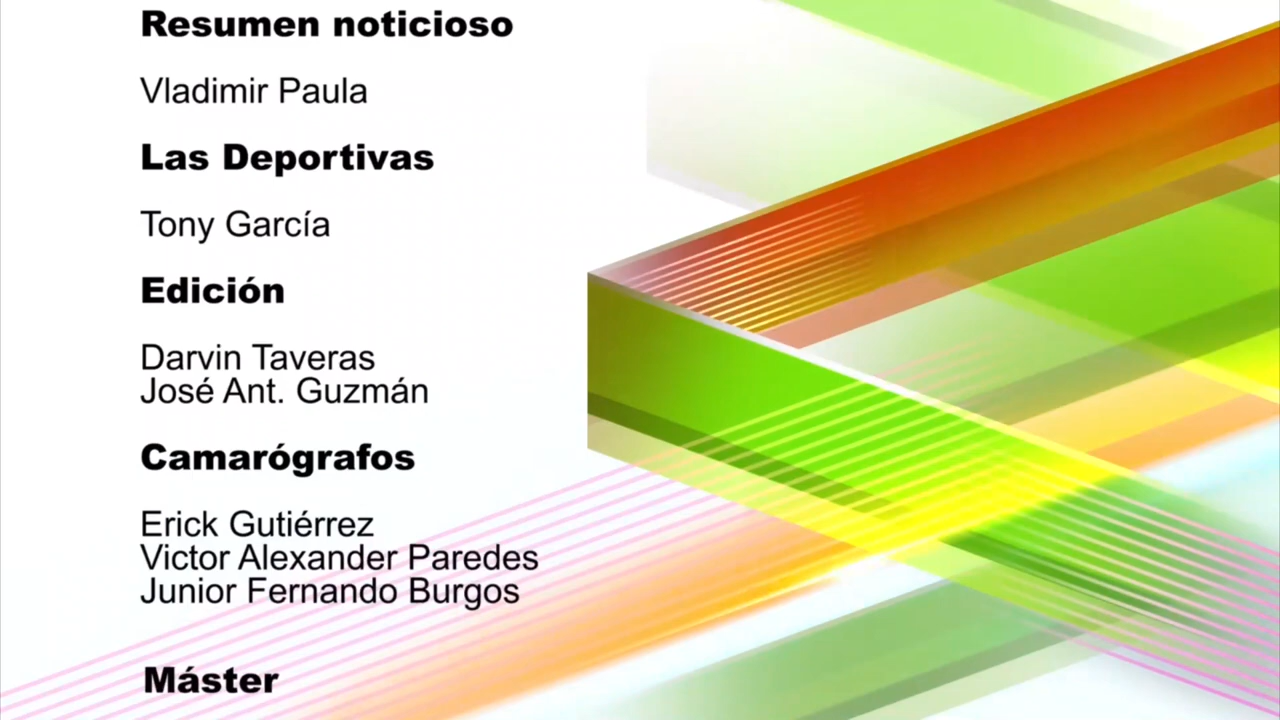 Resumen noticioso
Vladimir Paula
Las Deportivas
Tony García
Edición
Darvin Taveras
José Ant. Guzmán
Camarógrafos
Erick Gutiérrez
Victor Alexander Paredes
Junior Fernando Burgos
Máster